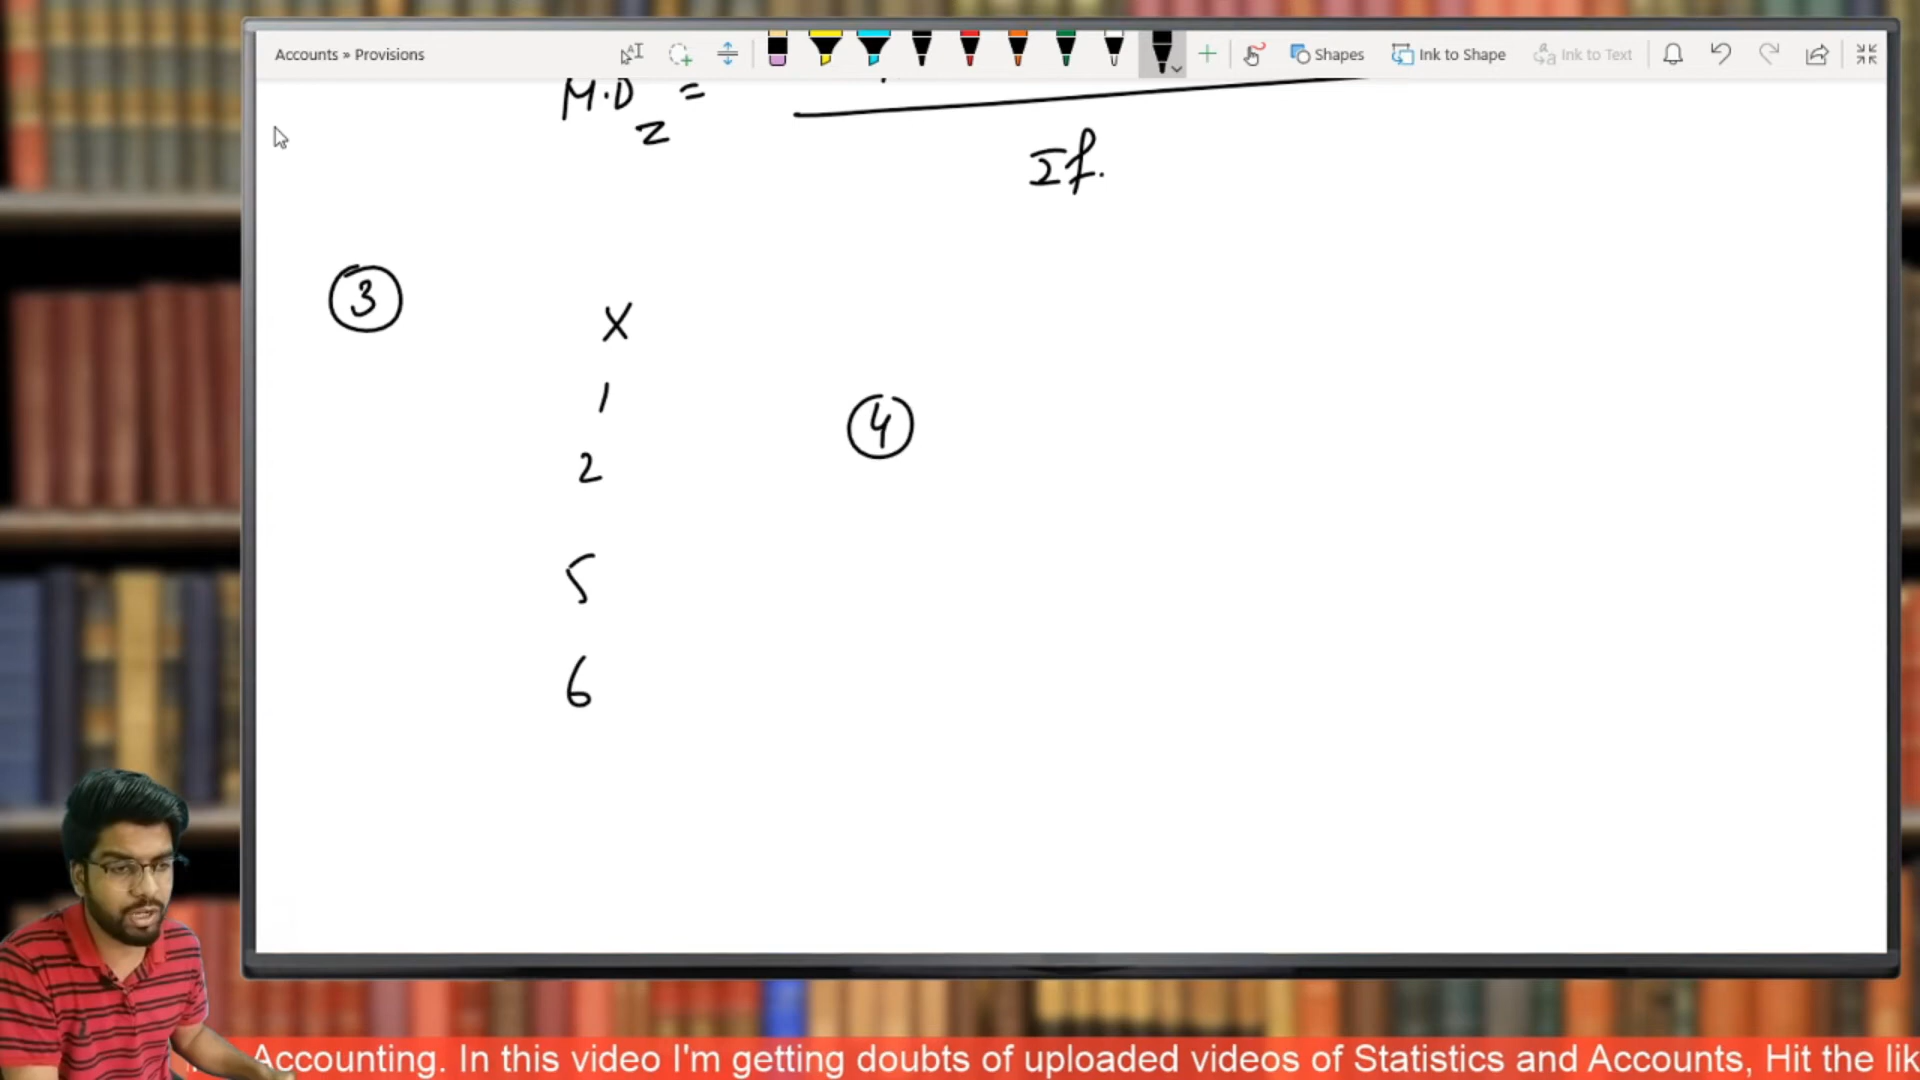 Accounts » Provisions
Shapes
Ink to Shape
Ink to Text
M.D =
z
Σf.
3
X
1
4
2
5
6
Accounting. In this video I'm getting doubts of uploaded videos of Statistics and Accounts, Hit the lik